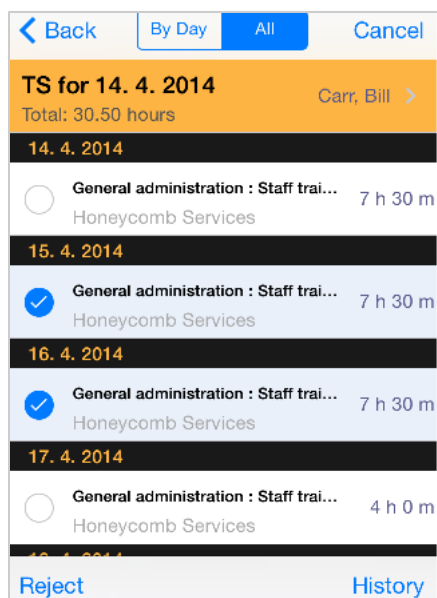 Back By Day All Cancel
TS for 14. 4. 2014
Carr, Bill
Total: 30.50 hours
14. 4. 2014
General administration : Staff trai... 7 h 30 m
Honeycomb Services
15. 4. 2014
General administration : Staff trai... 7 h 30 m
Honeycomb Services
16. 4. 2014
General administration : Staff trai... 7 h 30 m
Honeycomb Services
17. 4. 2014
General administration : Staff trai... 4 h 0 m
Honeycomb Services
Reject History